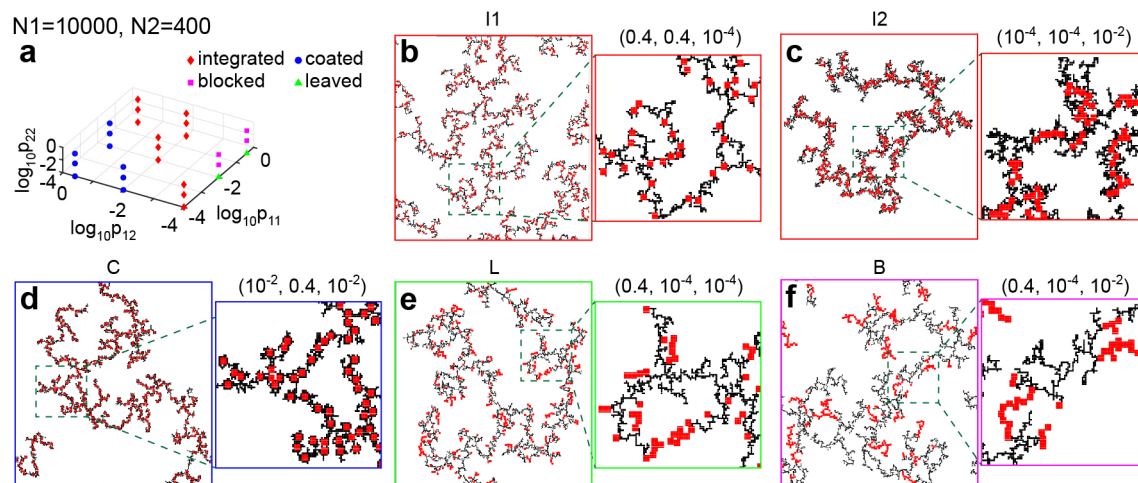 N1=10000, N2=400
a
integrated
coated
blocked
leaved
log10p22
0
-2
-4
0
-2
-4
log10p12
-4
-2
0
log10p11
I1
b
(0.4, 0.4, 10-4)
I2
c
(10-4, 10-4, 10-2)
C
d
(10-2, 0.4, 10-2)
L
e
(0.4, 10-4, 10-4)
B
f
(0.4, 10-4, 10-2)